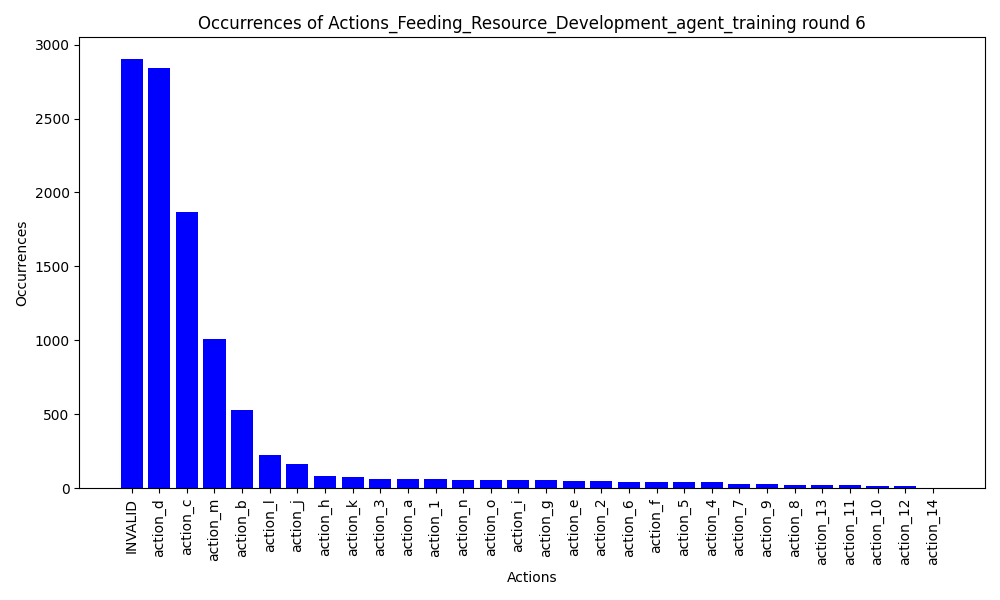 Occurrences of Actions_Feeding_Resource_Development_agent_training round 6
3000
2500
2000
1500
1000
500
0
Occurrences
INVALID
action_d
action_c
action_m
action_b
action_l
action_j
action_h
action_k
action_3
action_a
action_1
action_n
action_o
action_i
action_g
action_e
action_2
action_6
action_f
action_5
action_4
action_7
action_9
action_8
action_13
action_11
action_10
action_12
action_14
Actions